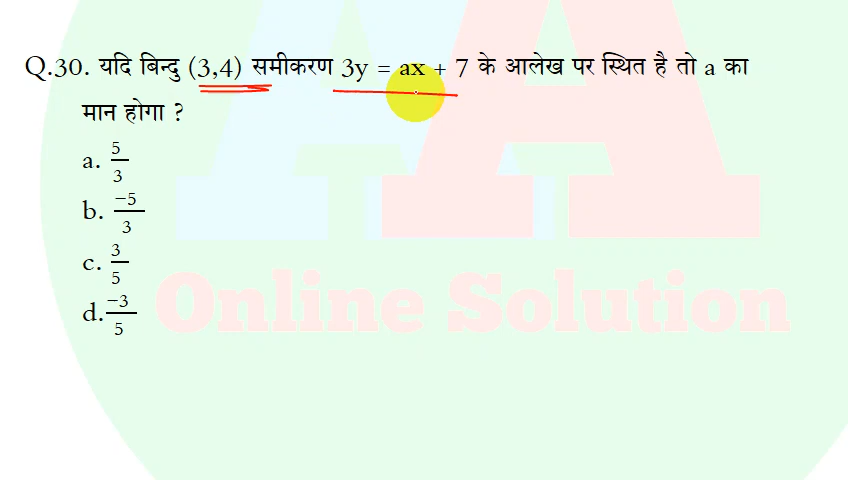 Q.30. यदि बिन्दु (3,4) समीकरण 3y = ax + 7 के आलेख पर स्थित है तो a का
मान होगा ?
a. 5/3
b. −5/3
c. 3/5
d. −3/5
AA
Online Solution